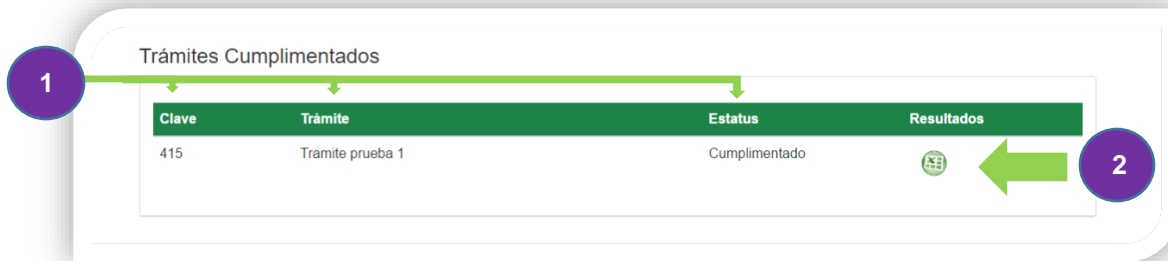 Trámites Cumplimentados
1
Clave Trámite Estatus Resultados
415 Tramite prueba 1 Cumplimentado
2